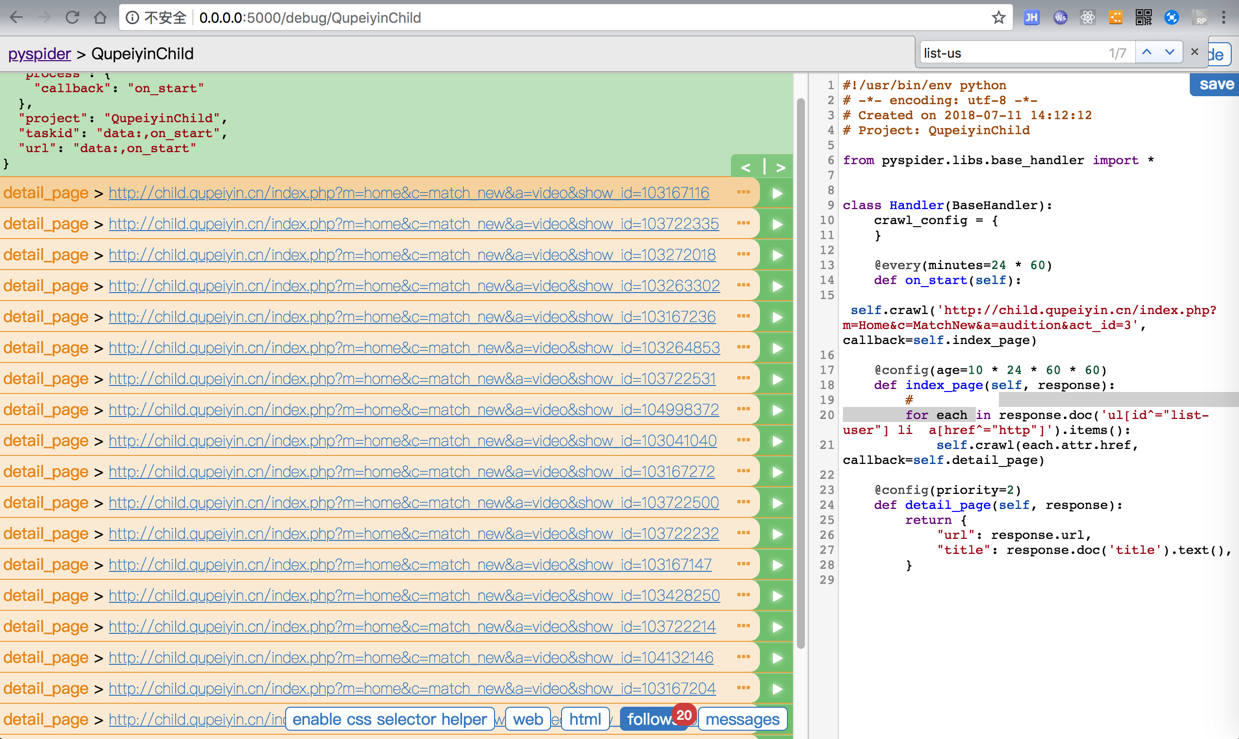 不安全 0.0.0.0:5000/debug/QupeiyinChild
JH
RP
pyspider > QupeiyinChild
list-us 1/7
de
process : {
"callback": "on_start"
},
"project": "QupeiyinChild",
"taskid": "data:,on_start",
"url": "data:,on_start"
}
< | >
detail_page > http://child.qupeiyin.cn/index.php?m=home&c=match_new&a=video&show_id=103167116
detail_page > http://child.qupeiyin.cn/index.php?m=home&c=match_new&a=video&show_id=103722335
detail_page > http://child.qupeiyin.cn/index.php?m=home&c=match_new&a=video&show_id=103272018
detail_page > http://child.qupeiyin.cn/index.php?m=home&c=match_new&a=video&show_id=103263302
detail_page > http://child.qupeiyin.cn/index.php?m=home&c=match_new&a=video&show_id=103167236
detail_page > http://child.qupeiyin.cn/index.php?m=home&c=match_new&a=video&show_id=103264853
detail_page > http://child.qupeiyin.cn/index.php?m=home&c=match_new&a=video&show_id=103722531
detail_page > http://child.qupeiyin.cn/index.php?m=home&c=match_new&a=video&show_id=104998372
detail_page > http://child.qupeiyin.cn/index.php?m=home&c=match_new&a=video&show_id=103041040
detail_page > http://child.qupeiyin.cn/index.php?m=home&c=match_new&a=video&show_id=103167272
detail_page > http://child.qupeiyin.cn/index.php?m=home&c=match_new&a=video&show_id=103722500
detail_page > http://child.qupeiyin.cn/index.php?m=home&c=match_new&a=video&show_id=103722232
detail_page > http://child.qupeiyin.cn/index.php?m=home&c=match_new&a=video&show_id=103167147
detail_page > http://child.qupeiyin.cn/index.php?m=home&c=match_new&a=video&show_id=103428250
detail_page > http://child.qupeiyin.cn/index.php?m=home&c=match_new&a=video&show_id=103722214
detail_page > http://child.qupeiyin.cn/index.php?m=home&c=match_new&a=video&show_id=104132146
detail_page > http://child.qupeiyin.cn/index.php?m=home&c=match_new&a=video&show_id=103167204
detail_page > http://child.qupeiyin.cn/in
enable css selector helper web html follows 20 messages
save
1 #!/usr/bin/env python
2 # -*- encoding: utf-8 -*-
3 # Created on 2018-07-11 14:12:12
4 # Project: QupeiyinChild
5
6 from pyspider.libs.base_handler import *
7
8
9 class Handler(BaseHandler):
10 crawl_config = {
11 }
12
13 @every(minutes=24 * 60)
14 def on_start(self):
15
self.crawl('http://child.qupeiyin.cn/index.php?
m=Home&c=MatchNew&a=audition&act_id=3',
callback=self.index_page)
16
17 @config(age=10 * 24 * 60 * 60)
18 def index_page(self, response):
19 #
20 for each in response.doc('ul[id^="list-
user"] li a[href^="http"]').items():
21 self.crawl(each.attr.href,
callback=self.detail_page)
22
23 @config(priority=2)
24 def detail_page(self, response):
25 return {
26 "url": response.url,
27 "title": response.doc('title').text(),
28 }
29